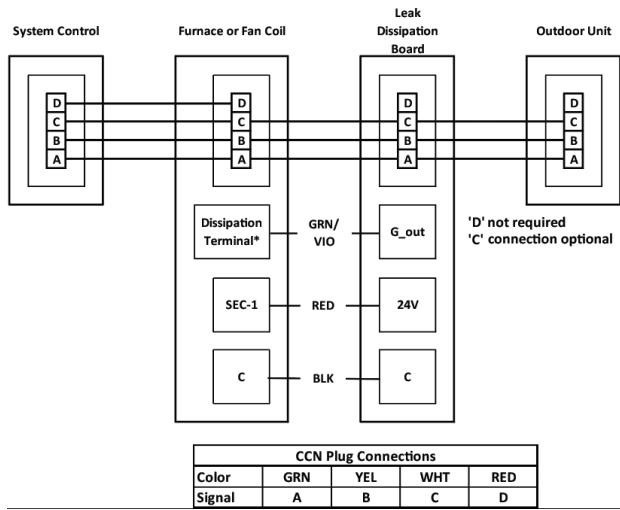 System Control
Furnace or Fan Coil
Leak
Dissipation
Board
Outdoor Unit
D
C
B
A
D
C
B
A
D
C
B
A
D
C
B
A
Dissipation
Terminal*
GRN/
VIO
G_out
'D' not required
'C' connection optional
SEC-1
RED
24V
C
BLK
C
CCN Plug Connections
Color GRN YEL WHT RED
Signal A B C D